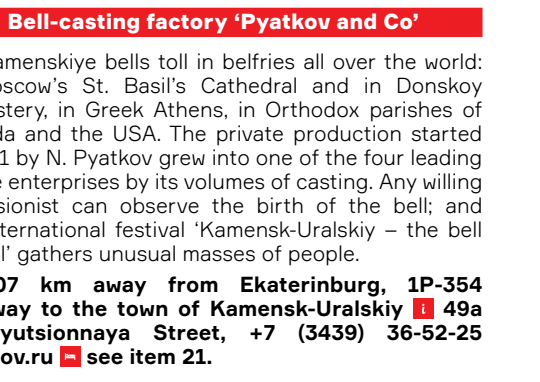 Bell-casting factory ‘Pyatkov and Co’
amenskiye bells toll in belfries all over the world:
oscow’s St. Basil’s Cathedral and in Donskoy
stery, in Greek Athens, in Orthodox parishes of
da and the USA. The private production started
1 by N. Pyatkov grew into one of the four leading
e enterprises by its volumes of casting. Any willing
sionist can observe the birth of the bell; and
ternational festival ‘Kamensk-Uralskiy – the bell
l’ gathers unusual masses of people.
07 km away from Ekaterinburg, 1P-354
way to the town of Kamensk-Uralskiy i 49a
yutsionnaya Street, +7 (3439) 36-52-25
ov.ru see item 21.